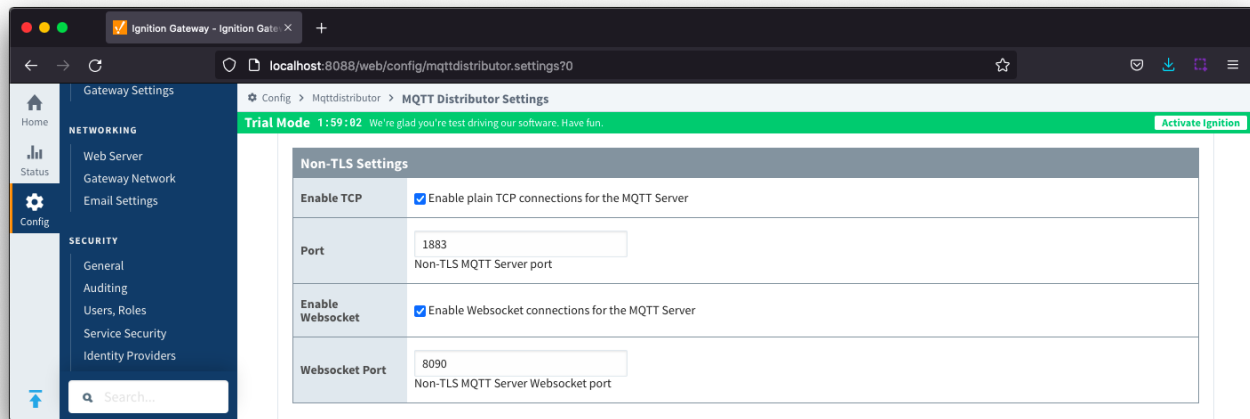 Ignition Gateway - Ignition Gate
localhost:8088/web/config/mqttdistributor.settings?0
Home
Status
Config
Gateway Settings
NETWORKING
Web Server
Gateway Network
Email Settings
SECURITY
General
Auditing
Users, Roles
Service Security
Identity Providers
Search...
Config > Mqttdistributor > MQTT Distributor Settings
Trial Mode 1:59:02 We're glad you're test driving our software. Have fun.
Activate Ignition
Non-TLS Settings
Enable TCP
Enable plain TCP connections for the MQTT Server
Port
1883
Non-TLS MQTT Server port
Enable
Websocket
Enable Websocket connections for the MQTT Server
Websocket Port
8090
Non-TLS MQTT Server Websocket port